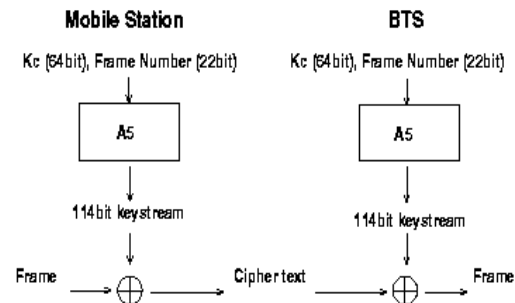 Mobile Station BTS
Kc (64bit), Frame Number (22bit) Kc (64bit), Frame Number (22bit)
A5 A5
114bit keystream 114bit keystream
Frame Cipher text Frame